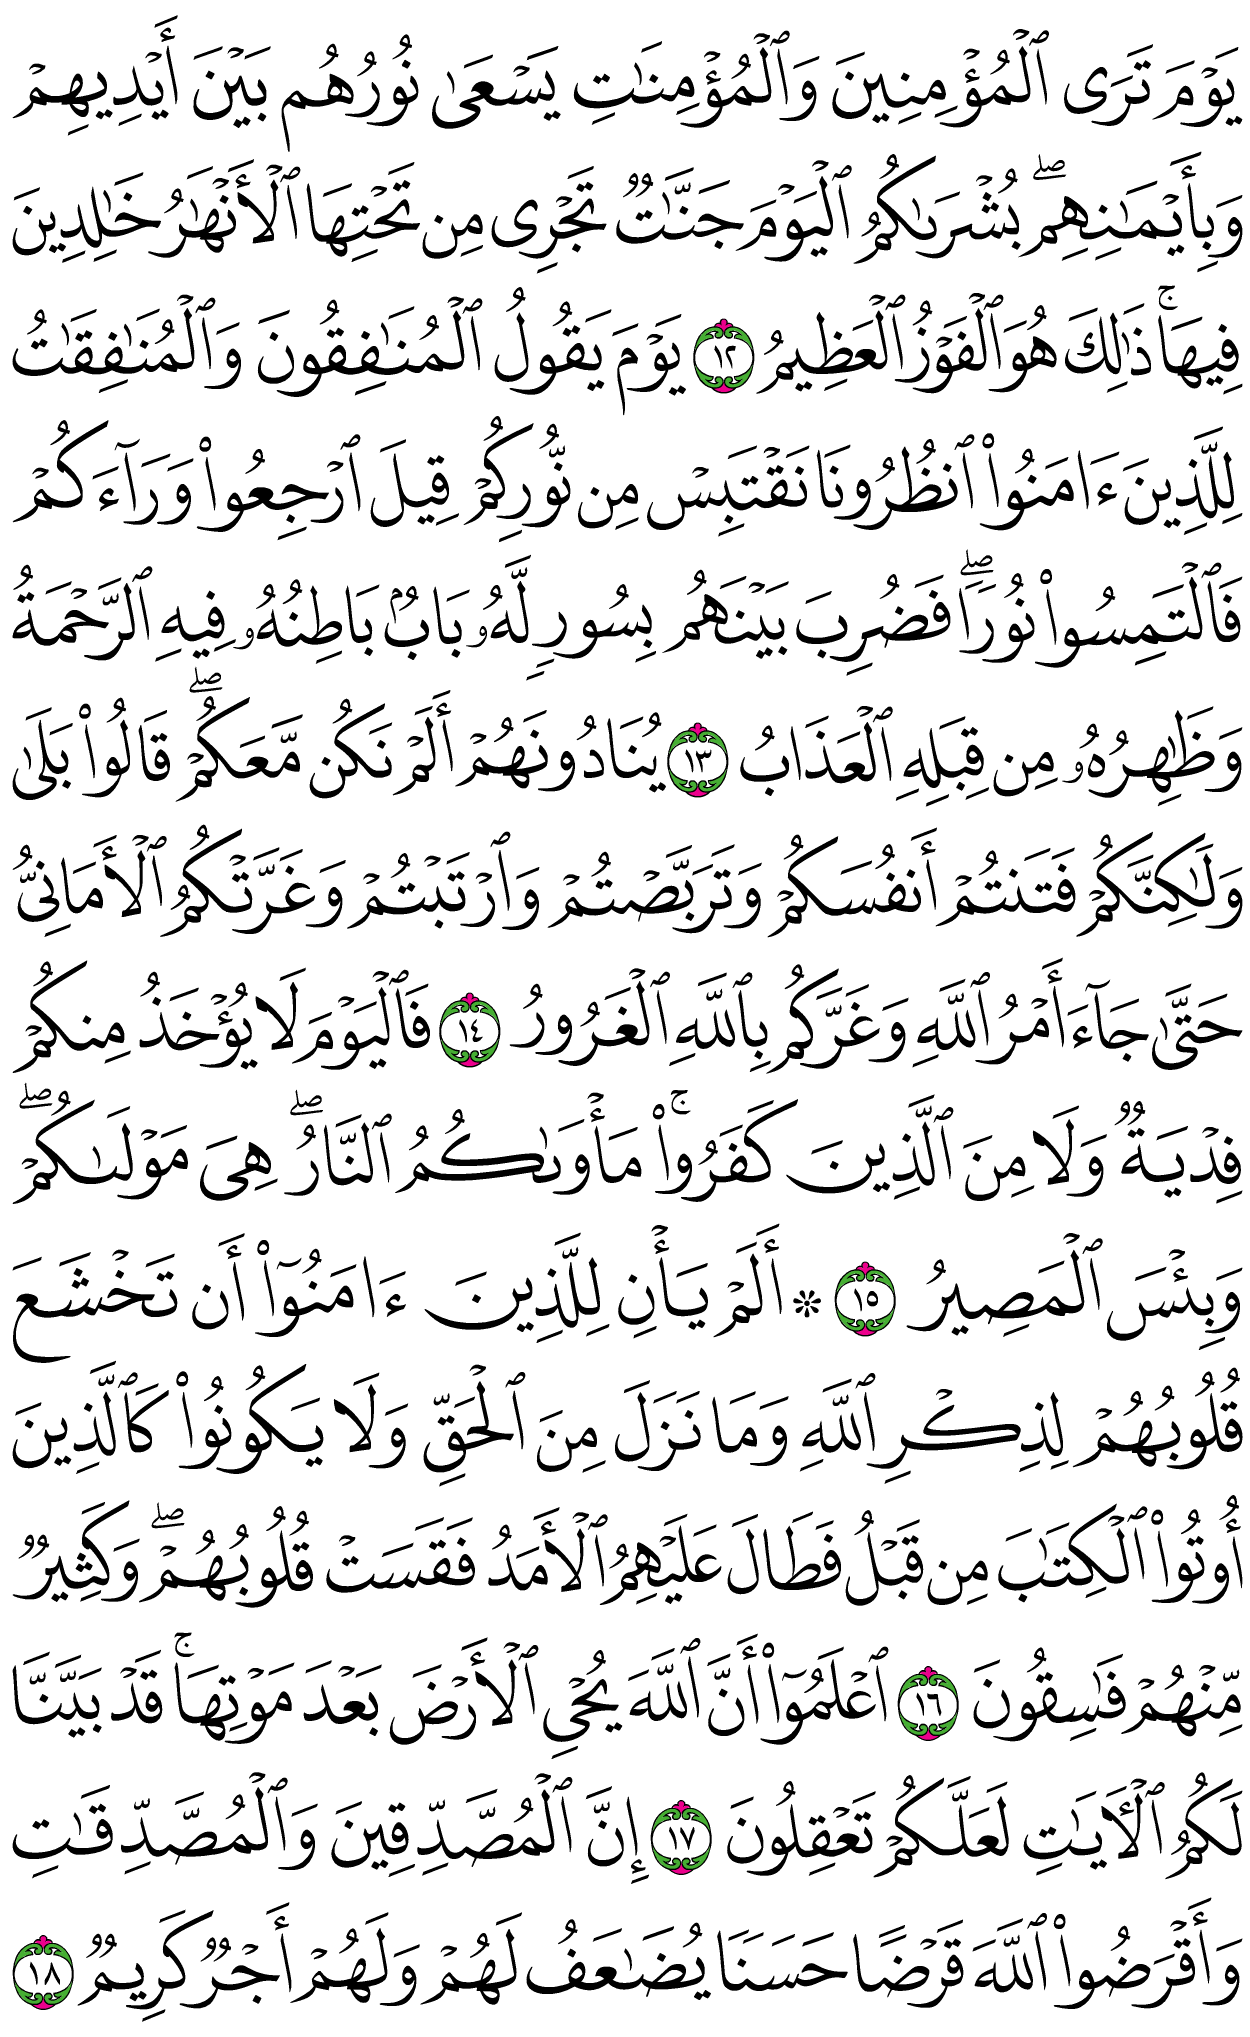 يَوْمَ تَرَى ٱلْمُؤْمِنِينَ وَٱلْمُؤْمِنَٰتِ يَسْعَىٰ نُورُهُم بَيْنَ أَيْدِيهِمْ
وَبِأَيْمَٰنِهِمۖ بُشْرَىٰكُمُ ٱلْيَوْمَ جَنَّٰتٌ تَجْرِى مِن تَحْتِهَا ٱلْأَنْهَٰرُ خَٰلِدِينَ
فِيهَاۚ ذَٰلِكَ هُوَ ٱلْفَوْزُ ٱلْعَظِيمُ ١٢ يَوْمَ يَقُولُ ٱلْمُنَٰفِقُونَ وَٱلْمُنَٰفِقَٰتُ
لِلَّذِينَ ءَامَنُوا۟ ٱنظُرُونَا نَقْتَبِسْ مِن نُّورِكُمْ قِيلَ ٱرْجِعُوا۟ وَرَآءَكُمْ
فَٱلْتَمِسُوا۟ نُورًاۖ فَضُرِبَ بَيْنَهُم بِسُورٍ لَّهُۥ بَابٌۢ بَاطِنُهُۥ فِيهِ ٱلرَّحْمَةُ
وَظَٰهِرُهُۥ مِن قِبَلِهِ ٱلْعَذَابُ ١٣ يُنَادُونَهُمْ أَلَمْ نَكُن مَّعَكُمْۖ قَالُوا۟ بَلَىٰ
وَلَٰكِنَّكُمْ فَتَنتُمْ أَنفُسَكُمْ وَتَرَبَّصْتُمْ وَٱرْتَبْتُمْ وَغَرَّتْكُمُ ٱلْأَمَانِىُّ
حَتَّىٰ جَآءَ أَمْرُ ٱللَّهِ وَغَرَّكُم بِٱللَّهِ ٱلْغَرُورُ ١٤ فَٱلْيَوْمَ لَا يُؤْخَذُ مِنكُمْ
فِدْيَةٌ وَلَا مِنَ ٱلَّذِينَ كَفَرُوا۟ۚ مَأْوَىٰكُمُ ٱلنَّارُۖ هِىَ مَوْلَىٰكُمْۖ
وَبِئْسَ ٱلْمَصِيرُ ١٥ ۞ أَلَمْ يَأْنِ لِلَّذِينَ ءَامَنُوٓا۟ أَن تَخْشَعَ
قُلُوبُهُمْ لِذِكْرِ ٱللَّهِ وَمَا نَزَلَ مِنَ ٱلْحَقِّ وَلَا يَكُونُوا۟ كَٱلَّذِينَ
أُوتُوا۟ ٱلْكِتَٰبَ مِن قَبْلُ فَطَالَ عَلَيْهِمُ ٱلْأَمَدُ فَقَسَتْ قُلُوبُهُمْۖ وَكَثِيرٌ
مِّنْهُمْ فَٰسِقُونَ ١٦ ٱعْلَمُوٓا۟ أَنَّ ٱللَّهَ يُحْىِ ٱلْأَرْضَ بَعْدَ مَوْتِهَاۚ قَدْ بَيَّنَّا
لَكُمُ ٱلْءَايَٰتِ لَعَلَّكُمْ تَعْقِلُونَ ١٧ إِنَّ ٱلْمُصَّدِّقِينَ وَٱلْمُصَّدِّقَٰتِ
وَأَقْرَضُوا۟ ٱللَّهَ قَرْضًا حَسَنًا يُضَٰعَفُ لَهُمْ وَلَهُمْ أَجْرٌ كَرِيمٌ ١٨